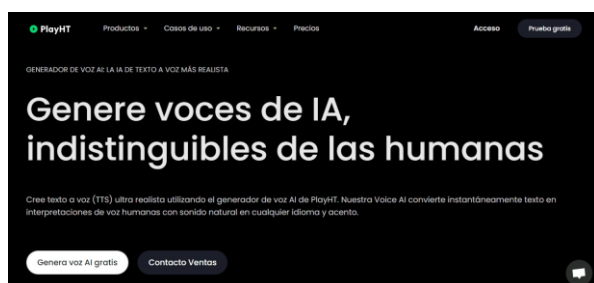 PlayHT Productos Casos de uso Recursos Precios Acceso Prueba gratis
GENERADOR DE VOZ AI: LA IA DE TEXTO A VOZ MÁS REALISTA
Genere voces de IA,
indistinguibles de las humanas
Cree texto a voz (TTS) ultra realista utilizando el generador de voz AI de PlayHT. Nuestra Voice AI convierte instantáneamente texto en
interpretaciones de voz humanas con sonido natural en cualquier idioma y acento.
Genera voz AI gratis Contacto Ventas